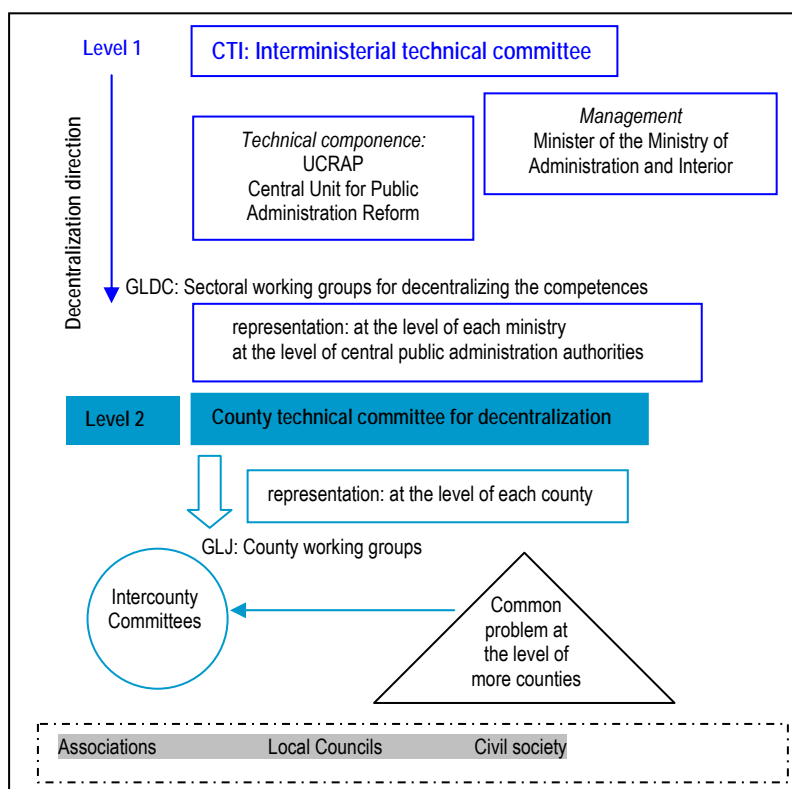 Level 1
CTI: Interministerial technical committee
Decentralization direction
Technical componence:
UCRAP
Central Unit for Public
Administration Reform
Management
Minister of the Ministry of
Administration and Interior
GLDC: Sectoral working groups for decentralizing the competences
representation: at the level of each ministry
at the level of central public administration authorities
Level 2
County technical committee for decentralization
representation: at the level of each county
GLJ: County working groups
Intercounty
Committees
Common
problem at
the level of
more counties
Associations Local Councils Civil society